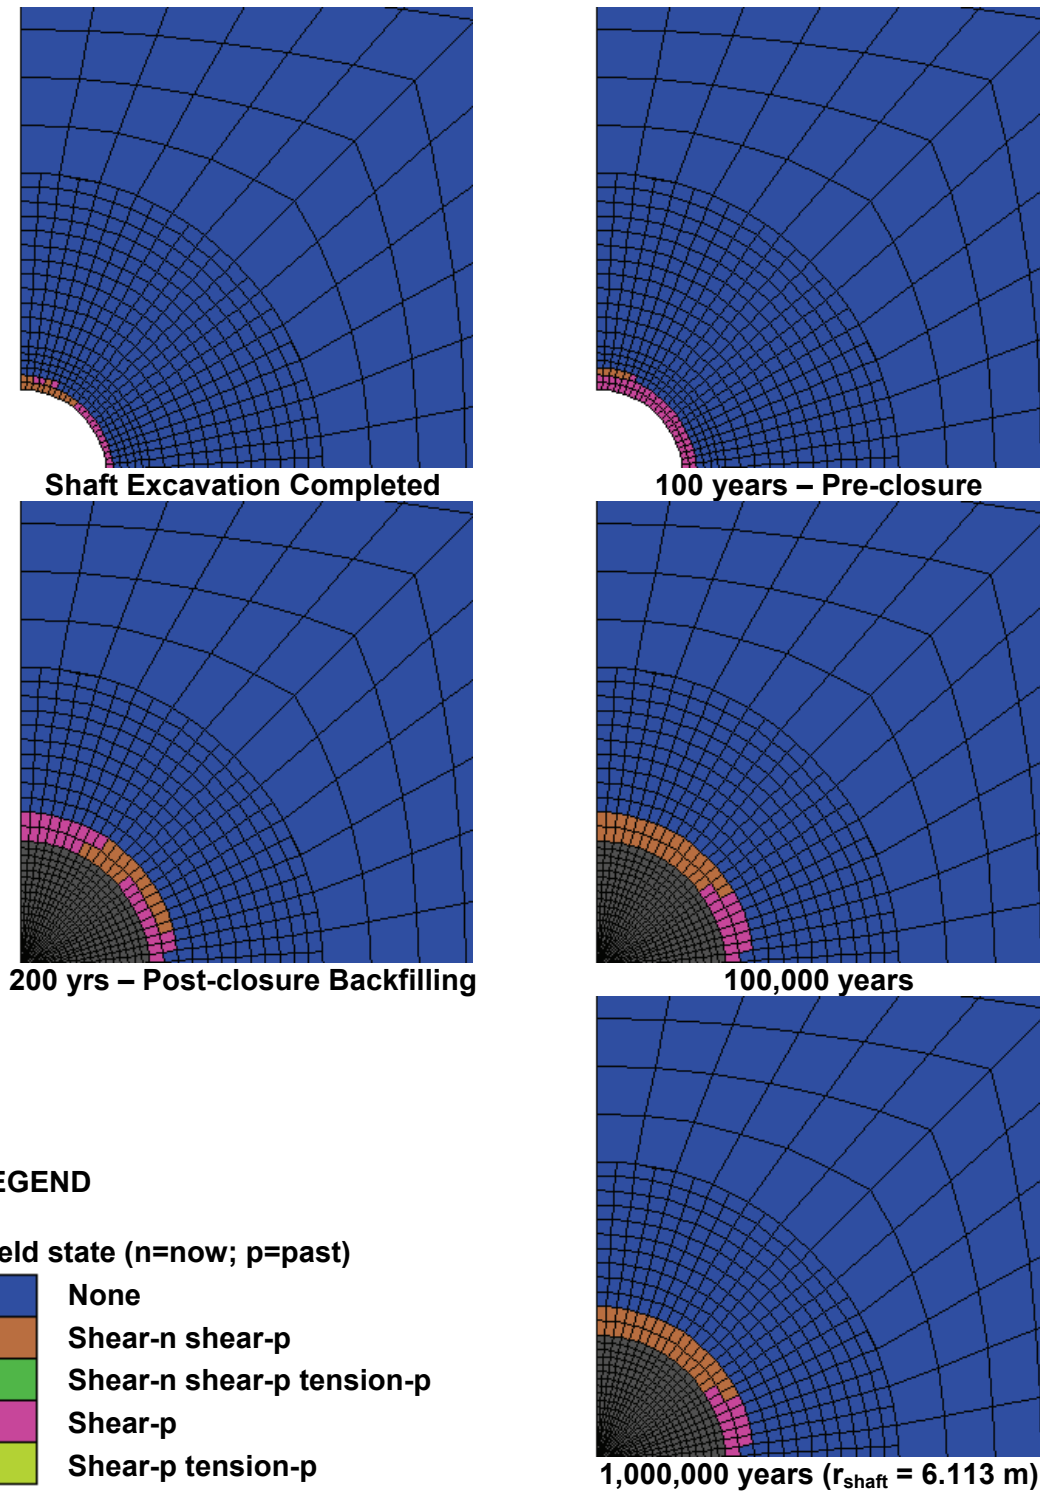 Shaft Excavation Completed
100 years – Pre-closure
200 yrs – Post-closure Backfilling
100,000 years
EGEND
eld state (n=now; p=past)
None
Shear-n shear-p
Shear-n shear-p tension-p
Shear-p
Shear-p tension-p
1,000,000 years (rshaft = 6.113 m)